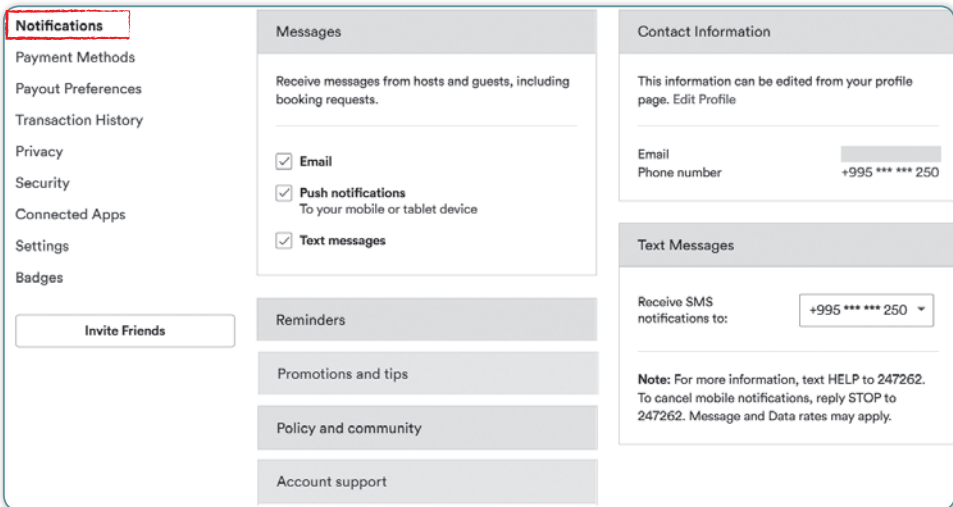 Notifications
Payment Methods
Payout Preferences
Transaction History
Privacy
Security
Connected Apps
Settings
Badges
Invite Friends
Messages
Receive messages from hosts and guests, including
booking requests.
Email
Push notifications
To your mobile or tablet device
Text messages
Reminders
Promotions and tips
Policy and community
Account support
Contact Information
This information can be edited from your profile
page. Edit Profile
Email
Phone number +995 *** *** 250
Text Messages
Receive SMS
notifications to:
+995 *** *** 250
Note: For more information, text HELP to 247262.
To cancel mobile notifications, reply STOP to
247262. Message and Data rates may apply.